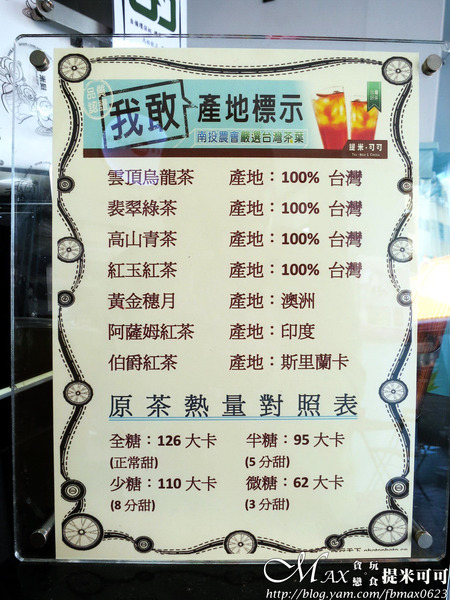 我敢 產地標示
南投農會嚴選台灣茶葉
提米·可可
雲頂烏龍茶 產地：100% 台灣
裴翠綠茶 產地：100% 台灣
高山青茶 產地：100% 台灣
紅玉紅茶 產地：100% 台灣
黃金穗月 產地：澳洲
阿薩姆紅茶 產地：印度
伯爵紅茶 產地：斯里蘭卡
原茶熱量對照表
全糖：126 大卡 半糖：95 大卡
(正常甜) (5 分甜)
少糖：110 大卡 微糖：62 大卡
(8 分甜) (3 分甜)
MAX 貪玩戀食 提米可可
http://blog.yam.com/fbmax0623